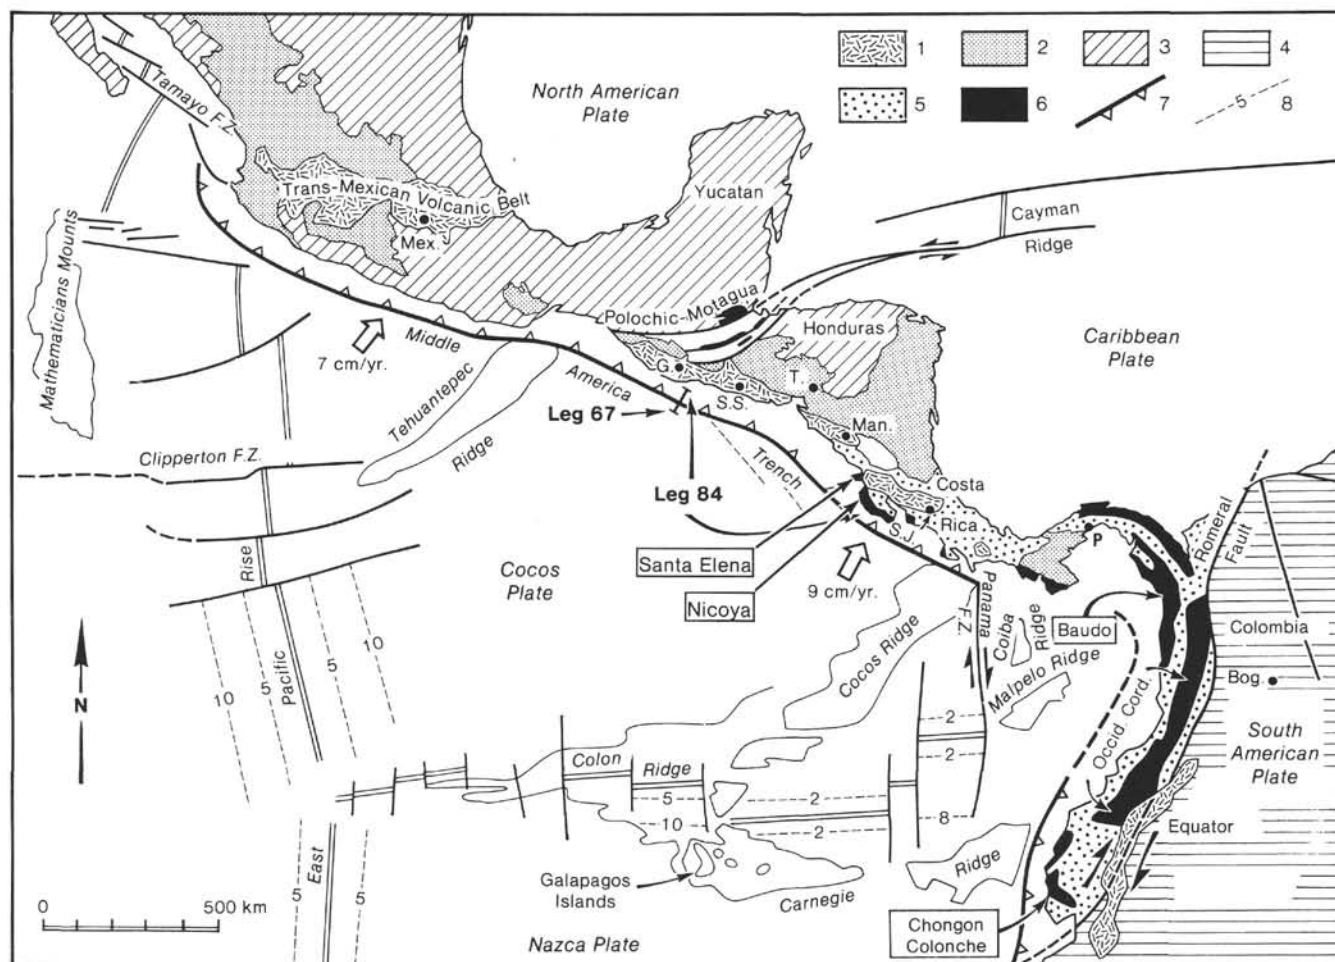 1
2
3
4
5
6
7
5
8
North American
Plate
Tamayo F.Z.
Trans-Mexican Volcanic Belt
Mex.
Yucatan
Cayman
Ridge
Mathematicians Mounts
Polochic-Motagua
Honduras
Caribbean
Plate
7 cm/yr.
Middle
America
Trench
G.
S.S.
T.
Man.
Tehuantepec
Ridge
Leg 67
Leg 84
Clipperton F.Z.
Costa
Rica
S.J.
Santa Elena
Nicoya
9 cm/yr.
P
Romeral
Fault
Rise
Pacific
East
Cocos
Plate
10
5
5
10
N
Cocos Ridge
Panama
F.Z.
Coiba
Ridge
Malpelo Ridge
Baudo
Colombia
Bog.
Occid. Cord.
South
American
Plate
2
2
Colon
Ridge
5
2
10
2
8
5
5
Equator
Galapagos
Islands
Carnegie
Ridge
Chongon
Colonche
0
500 km
Nazca Plate